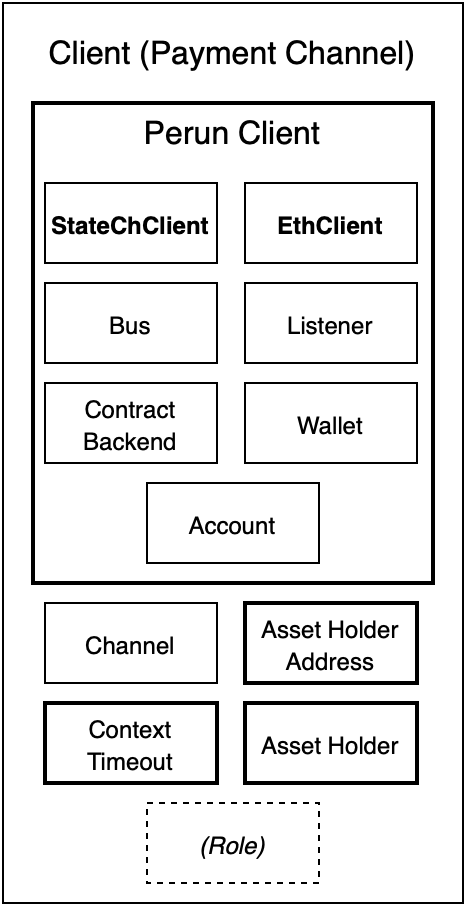 Client (Payment Channel)
Perun Client
StateChClient
EthClient
Bus
Listener
Contract
Backend
Wallet
Account
Channel
Asset Holder
Address
Context
Timeout
Asset Holder
(Role)